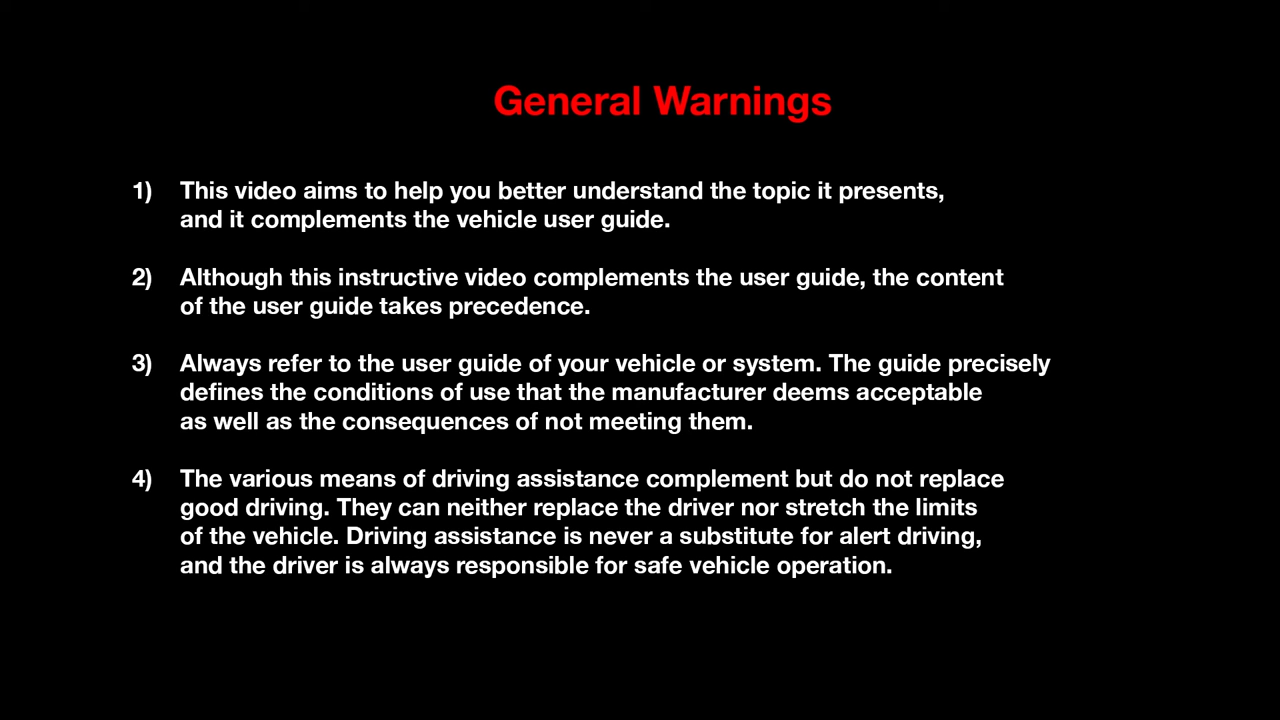 General Warnings
1) This video aims to help you better understand the topic it presents,
and it complements the vehicle user guide.
2) Although this instructive video complements the user guide, the content
of the user guide takes precedence.
3) Always refer to the user guide of your vehicle or system. The guide precisely
defines the conditions of use that the manufacturer deems acceptable
as well as the consequences of not meeting them.
4) The various means of driving assistance complement but do not replace
good driving. They can neither replace the driver nor stretch the limits
of the vehicle. Driving assistance is never a substitute for alert driving,
and the driver is always responsible for safe vehicle operation.